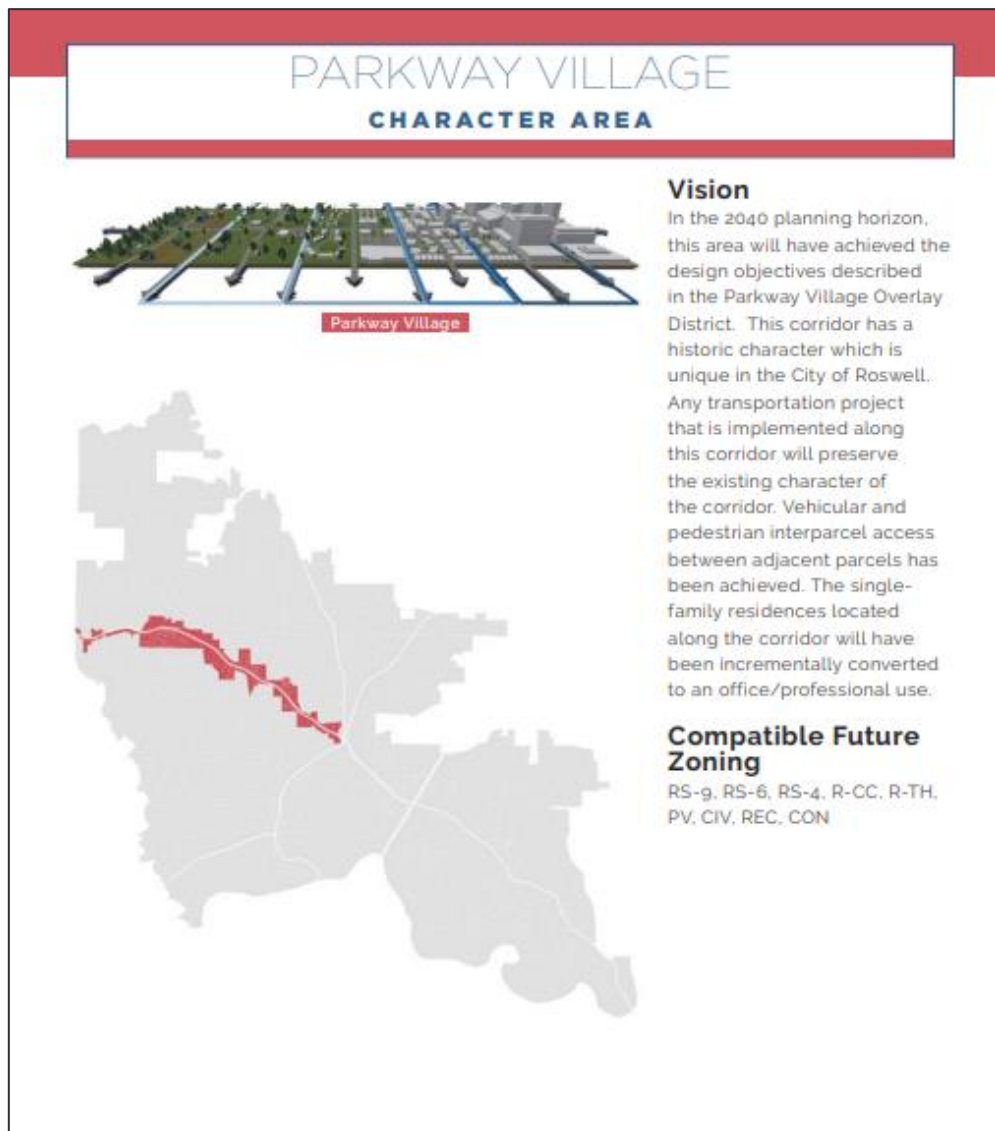 PARKWAY VILLAGE
CHARACTER AREA
Parkway Village
Vision
In the 2040 planning horizon,
this area will have achieved the
design objectives described
in the Parkway Village Overlay
District. This corridor has a
historic character which is
unique in the City of Roswell.
Any transportation project
that is implemented along
this corridor will preserve
the existing character of
the corridor. Vehicular and
pedestrian interparcel access
between adjacent parcels has
been achieved. The single-
family residences located
along the corridor will have
been incrementally converted
to an office/professional use.
Compatible Future
Zoning
RS-9, RS-6, RS-4, R-CC, R-TH,
PV, CIV, REC, CON